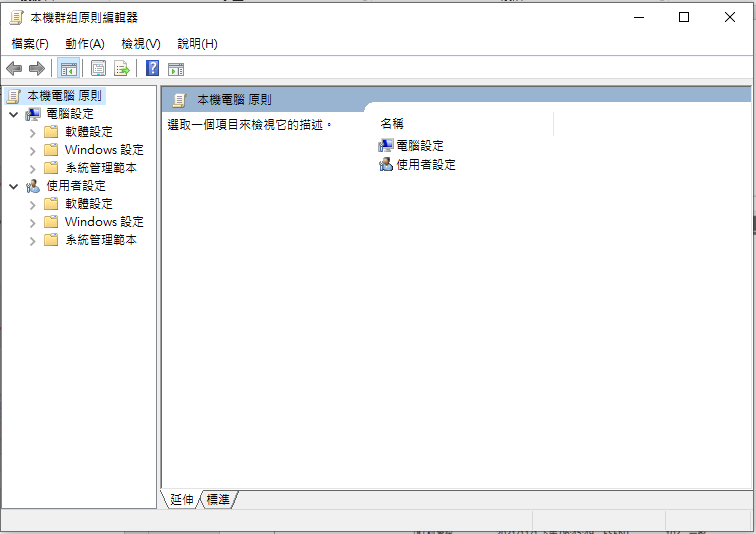 本機群組原則編輯器
檔案(F) 動作(A) 檢視(V) 說明(H)
本機電腦 原則
電腦設定
軟體設定
Windows 設定
系統管理範本
使用者設定
軟體設定
Windows 設定
系統管理範本
本機電腦 原則
選取一個項目來檢視它的描述。
名稱
電腦設定
使用者設定
延伸 標準